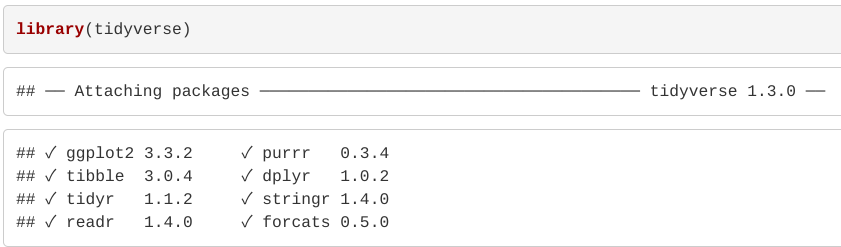 library(tidyverse)
## ── Attaching packages ─────────────────────────────────────── tidyverse 1.3.0 ──
## ✓ ggplot2 3.3.2     ✓ purrr   0.3.4
## ✓ tibble  3.0.4     ✓ dplyr   1.0.2
## ✓ tidyr   1.1.2     ✓ stringr 1.4.0
## ✓ readr   1.4.0     ✓ forcats 0.5.0